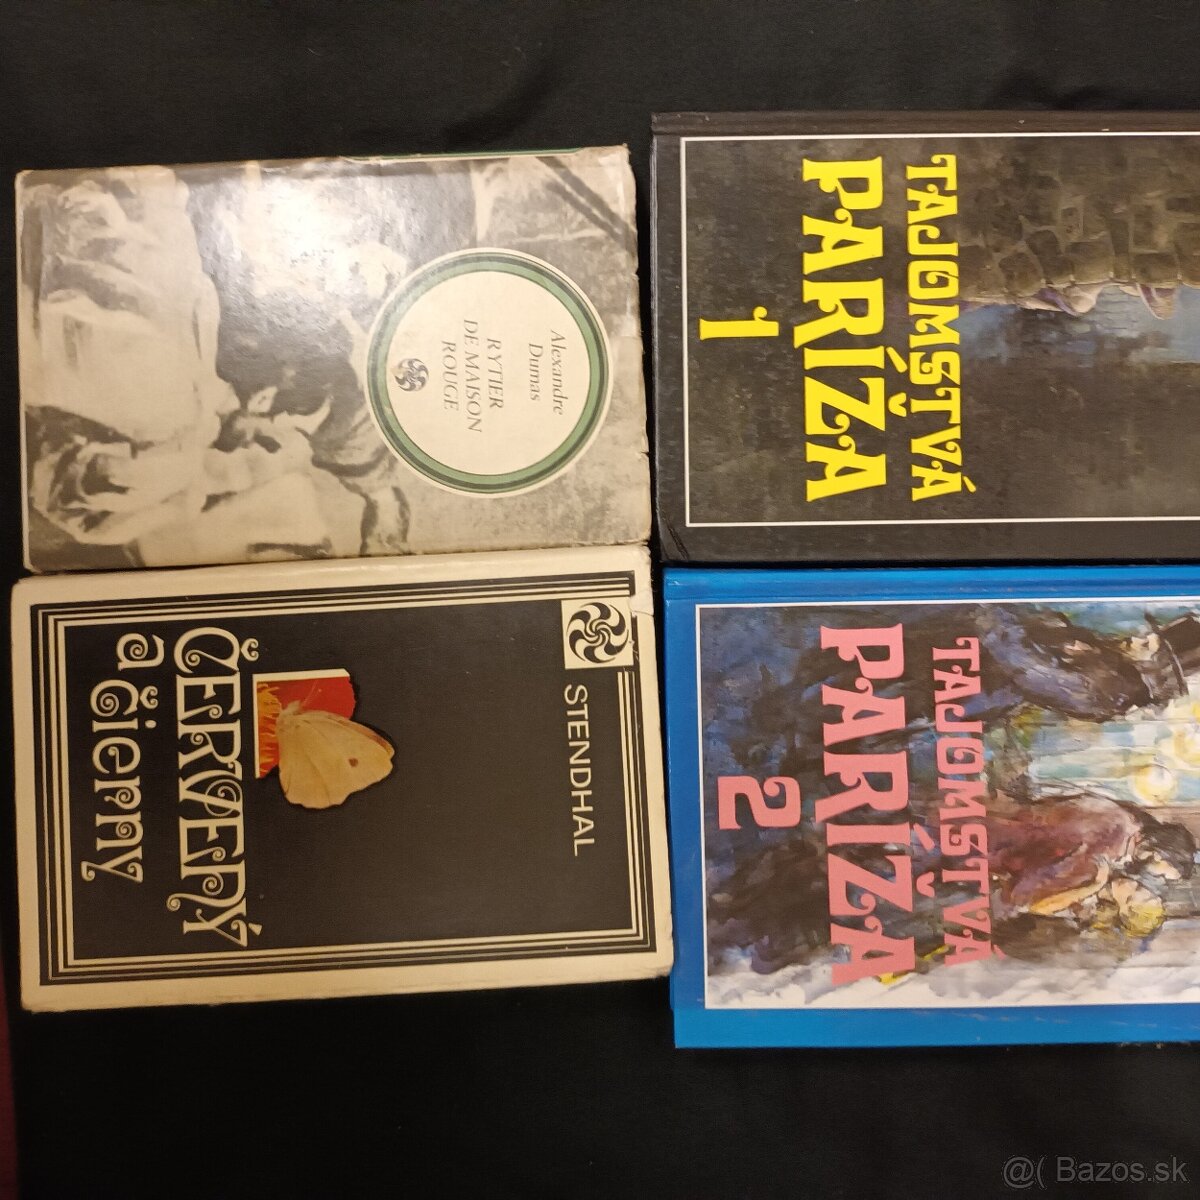 Alexandre
Dumas
RYTIER
DE MAISON
ROUGE
TAJOMSTVÁ
PARÍŽA
1
STENDHAL
ČERVENÝ
a čierny
TAJOMSTVÁ
PARÍŽA
2
@( Bazos.sk